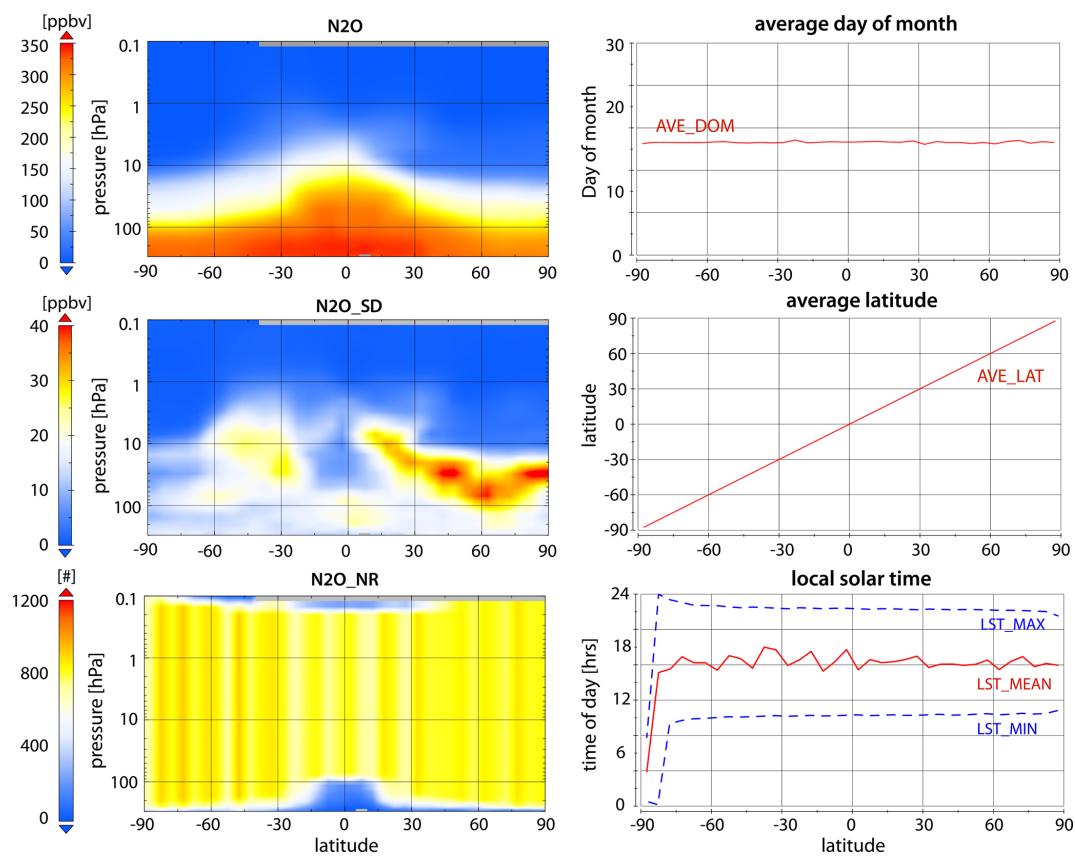 [ppbv]
N2O
350
300
250
200
150
100
50
0
pressure [hPa]
0.1
1
10
100
-90 -60 -30 0 30 60 90
average day of month
Day of month
30
20
10
0
AVE_DOM
-90 -60 -30 0 30 60 90
[ppbv]
N2O_SD
40
30
20
10
0
pressure [hPa]
0.1
1
10
100
-90 -60 -30 0 30 60 90
average latitude
latitude
90
60
30
0
-30
-60
-90
AVE_LAT
-90 -60 -30 0 30 60 90
[#]
N2O_NR
1200
800
400
0
pressure [hPa]
0.1
1
10
100
-90 -60 -30 0 30 60 90
latitude
local solar time
time of day [hrs]
24
18
12
6
0
LST_MAX
LST_MEAN
LST_MIN
-90 -60 -30 0 30 60 90
latitude